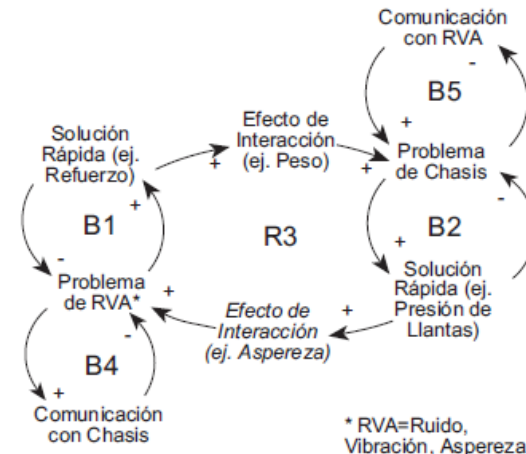 Comunicación
con RVA
-
B5
+
Problema
de Chasis
Efecto de
Interacción
(ej. Peso)
+
+
Solución
Rápida (ej.
Refuerzo)
B1
+
-
R3
-
B2
+
Solución
Rápida (ej.
Presión de
Llantas)
Problema
de RVA*
+
Efecto de
Interacción
(ej. Aspereza)
+
-
B4
+
Comunicación
con Chasis
* RVA=Ruido,
Vibración, Aspereza